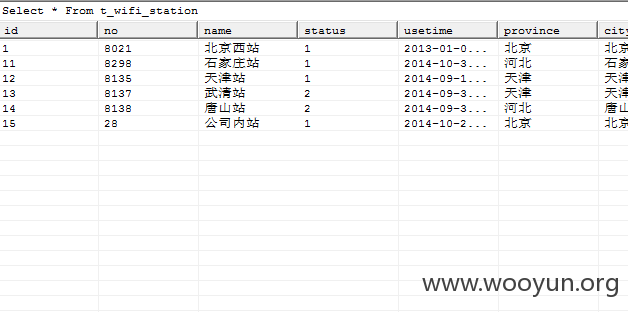 Select * From t_wifi_station
id no name status usetime province city
1 8021 北京西站 1 2013-01-0... 北京 北京
11 8298 石家庄站 1 2014-10-3... 河北 石家
12 8135 天津站 1 2014-09-1... 天津 天津
13 8137 武清站 2 2014-09-3... 天津 天津
14 8138 唐山站 2 2014-09-3... 河北 唐山
15 28 公司内站 1 2014-10-2... 北京 北京
www.wooyun.org